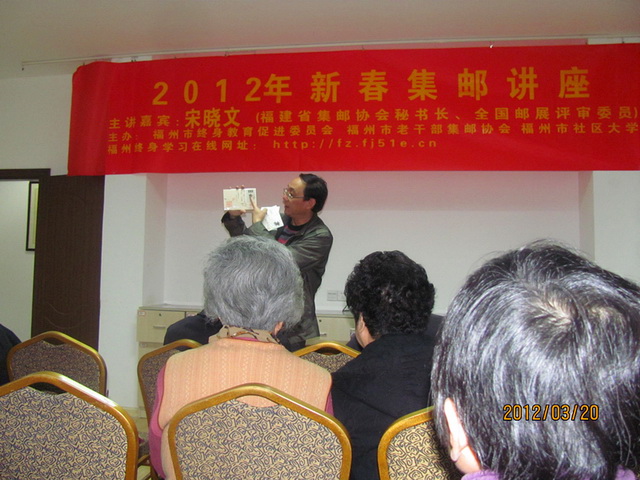 2012年 新春集邮讲座
主讲嘉宾:宋晓文 (福建省集邮协会秘书长、全国邮展评审委员)
主办: 福州市终身教育促进委员会 福州市老干部集邮协会 福州市社区大学
福州终身学习在线网址: http://fz.fj51e.cn
2012/03/20